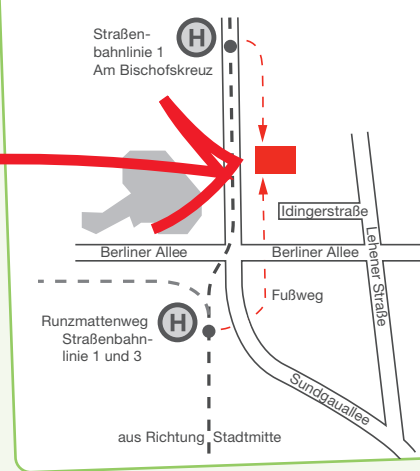 Straßen-
bahnlinie 1
Am Bischofskreuz
H
Idingerstraße
Lehener Straße
Berliner Allee
Berliner Allee
Fußweg
Runzmattenweg
Straßenbahn-
linie 1 und 3
H
Sundgauallee
aus Richtung Stadtmitte